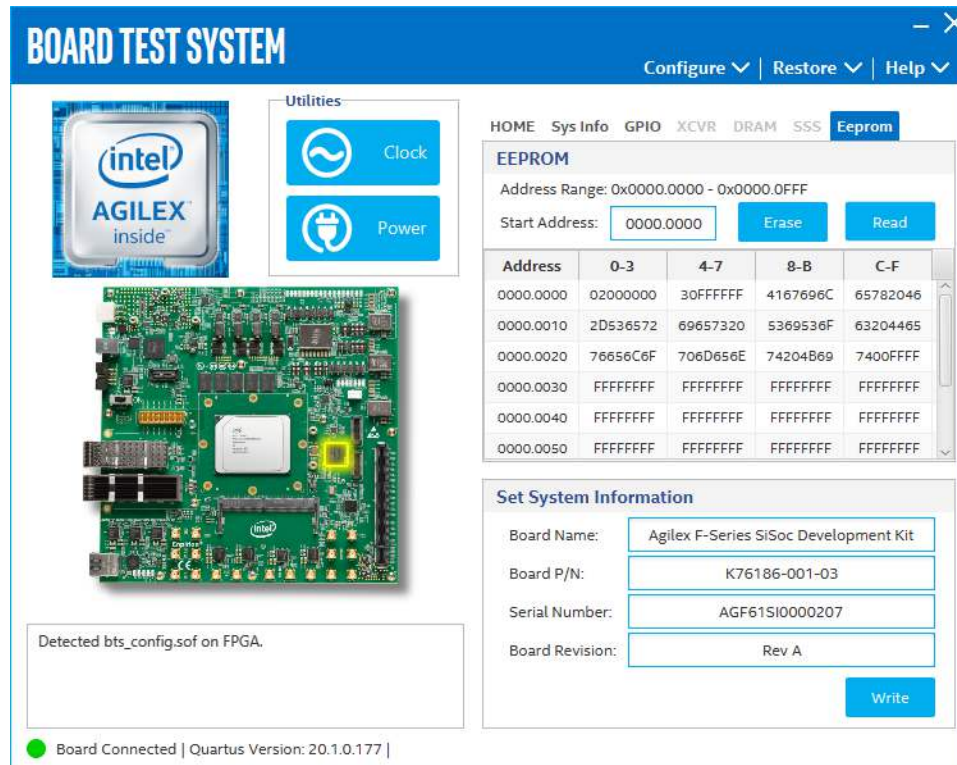 BOARD TEST SYSTEM
Configure | Restore | Help
intel
AGILEX
inside
Utilities
Clock
Power
HOME Sys Info GPIO XCVR DRAM SSS Eeprom
EEPROM
Address Range: 0x0000.0000 - 0x0000.0FFF
Start Address: 0000.0000 Erase Read
Address 0-3 4-7 8-B C-F
0000.0000 02000000 30FFFFFF 4167696C 65782046
0000.0010 2D536572 69657320 5369536F 63204465
0000.0020 76656C6F 706D656E 74204B69 7400FFFF
0000.0030 FFFFFFFF FFFFFFFF FFFFFFFF FFFFFFFF
0000.0040 FFFFFFFF FFFFFFFF FFFFFFFF FFFFFFFF
0000.0050 FFFFFFFF FFFFFFFF FFFFFFFF FFFFFFFF
intel
Enpirion
CE
Set System Information
Board Name: Agilex F-Series SiSoc Development Kit
Board P/N: K76186-001-03
Serial Number: AGF61SI0000207
Board Revision: Rev A
Write
Detected bts_config.sof on FPGA.
Board Connected | Quartus Version: 20.1.0.177 |